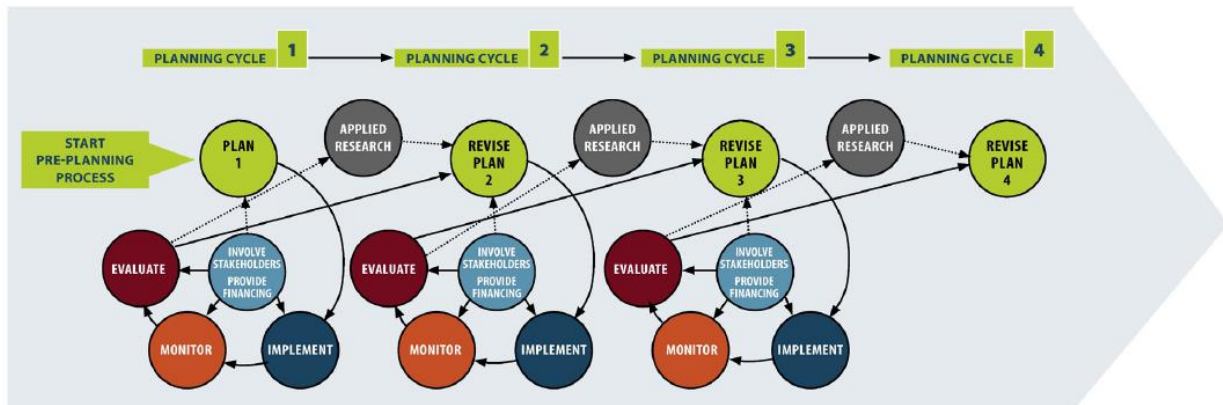 PLANNING CYCLE 1
PLANNING CYCLE 2
PLANNING CYCLE 3
PLANNING CYCLE 4
START
PRE-PLANNING
PROCESS
PLAN
1
APPLIED
RESEARCH
REVISE
PLAN
2
APPLIED
RESEARCH
REVISE
PLAN
3
APPLIED
RESEARCH
REVISE
PLAN
4
EVALUATE
INVOLVE
STAKEHOLDERS
PROVIDE
FINANCING
MONITOR
IMPLEMENT
EVALUATE
INVOLVE
STAKEHOLDERS
PROVIDE
FINANCING
MONITOR
IMPLEMENT
EVALUATE
INVOLVE
STAKEHOLDERS
PROVIDE
FINANCING
MONITOR
IMPLEMENT